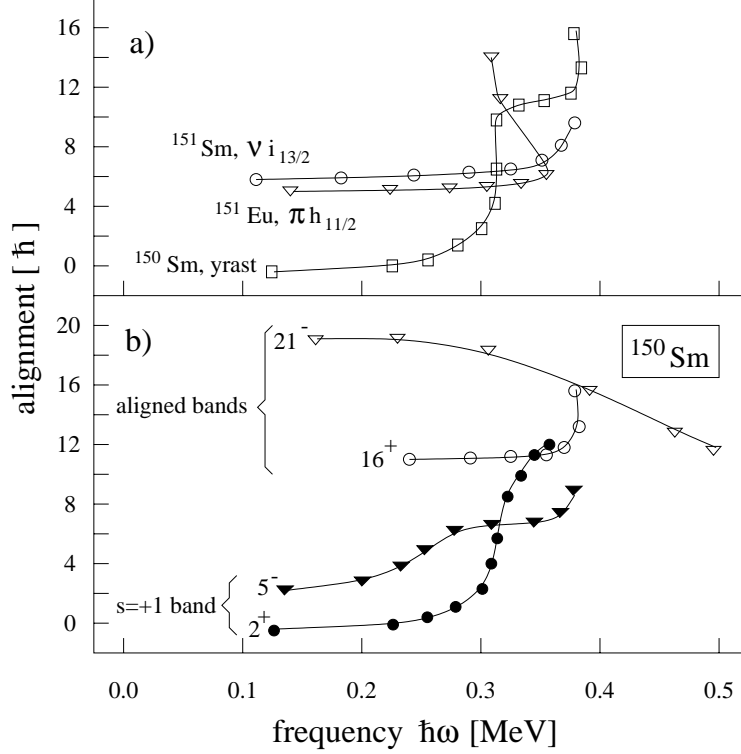 a)
16
12
8
4
0
¹⁵¹Sm, ν i₁₃/₂
¹⁵¹Eu, π h₁₁/₂
¹⁵⁰Sm, yrast
alignment [ ħ ]
b)
¹⁵⁰Sm
20
16
12
8
4
0
21⁻
aligned bands
16⁺
5⁻
s=+1 band
2⁺
0.0 0.1 0.2 0.3 0.4 0.5
frequency ħω [MeV]